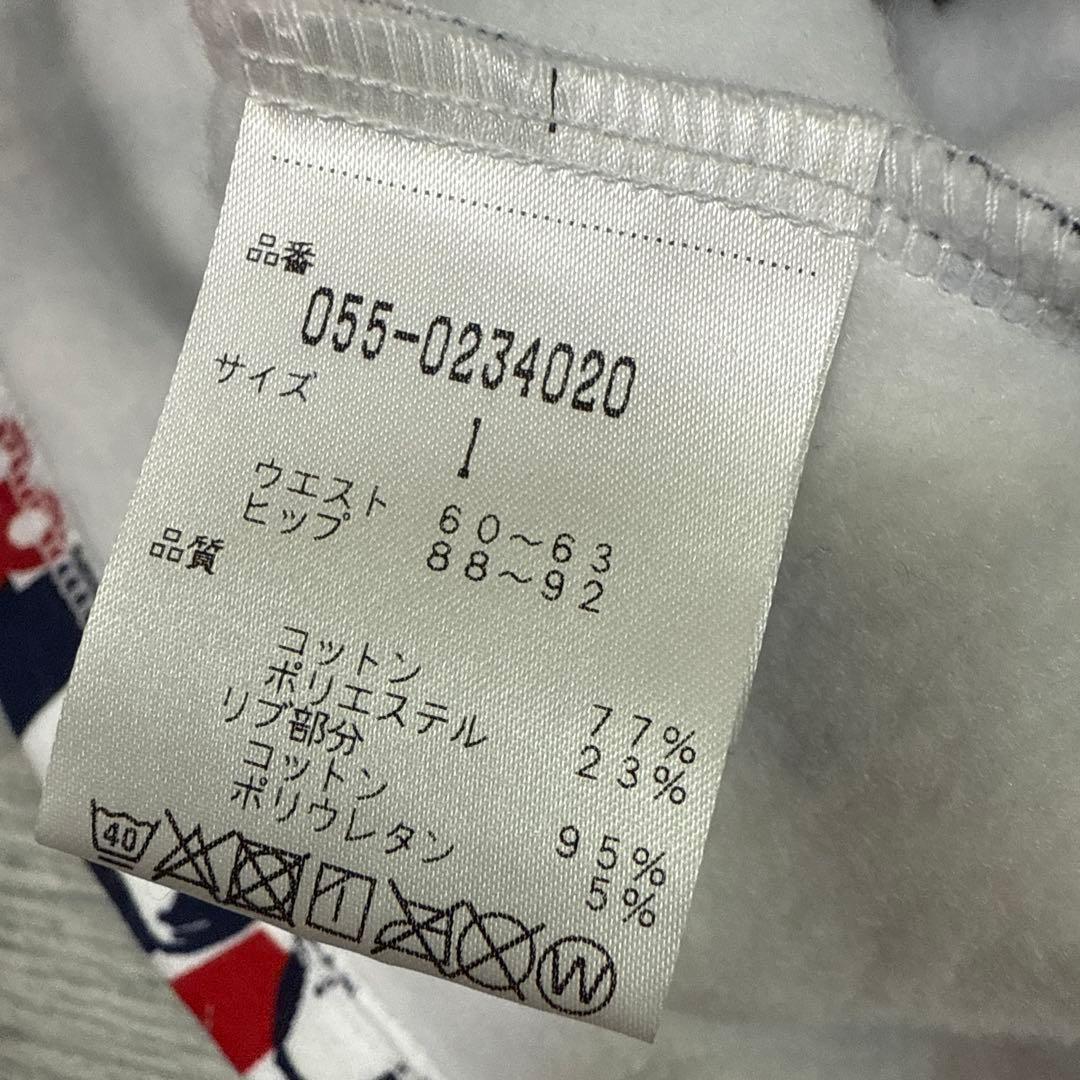 品番
055-0234020
サイズ
1
ウエスト 60~63
ヒップ 88~92
品質
コットン 77%
ポリエステル 23%
リブ部分
コットン 95%
ポリウレタン 5%
40
W